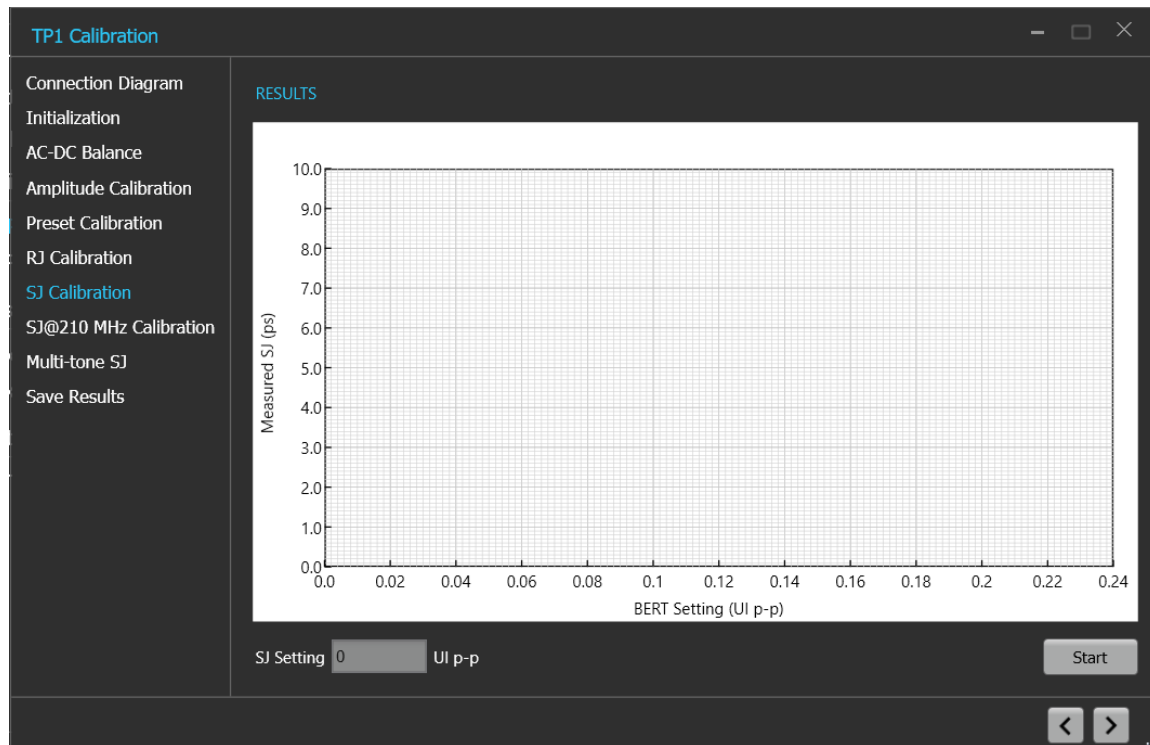 TP1 Calibration
Connection Diagram
Initialization
AC-DC Balance
Amplitude Calibration
Preset Calibration
RJ Calibration
SJ Calibration
SJ@210 MHz Calibration
Multi-tone SJ
Save Results
RESULTS
Measured SJ (ps)
10.0
9.0
8.0
7.0
6.0
5.0
4.0
3.0
2.0
1.0
0.0
0.0 0.02 0.04 0.06 0.08 0.1 0.12 0.14 0.16 0.18 0.2 0.22 0.24
BERT Setting (UI p-p)
SJ Setting 0 UI p-p
Start